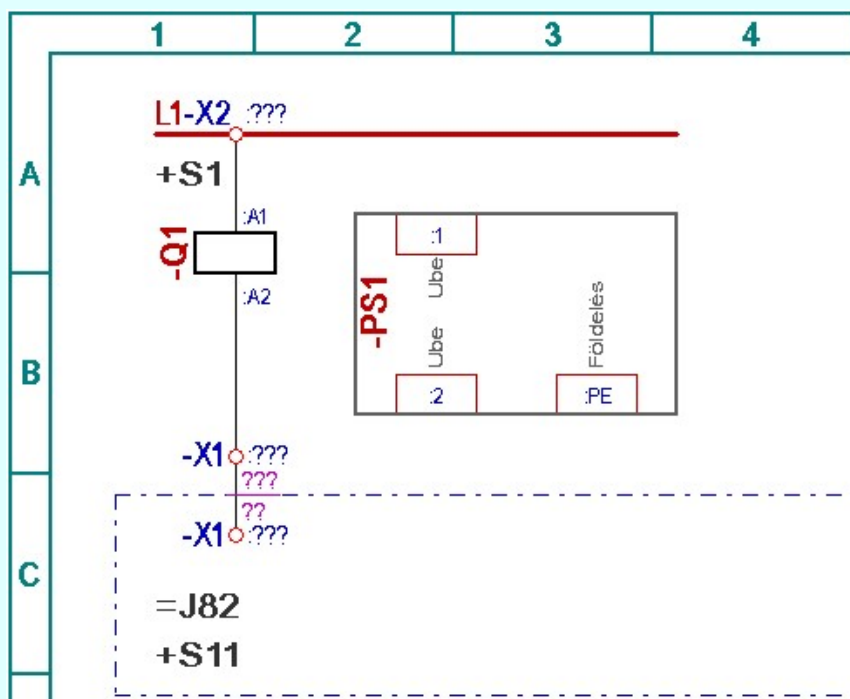 1 2 3 4
A
L1-X2 :???
+S1
:A1
-Q1
:A2
:1
Ube
-PS1
Ube
Földelés
:2
:PE
B
-X1 :???
???
??
-X1 :???
C
=J82
+S11